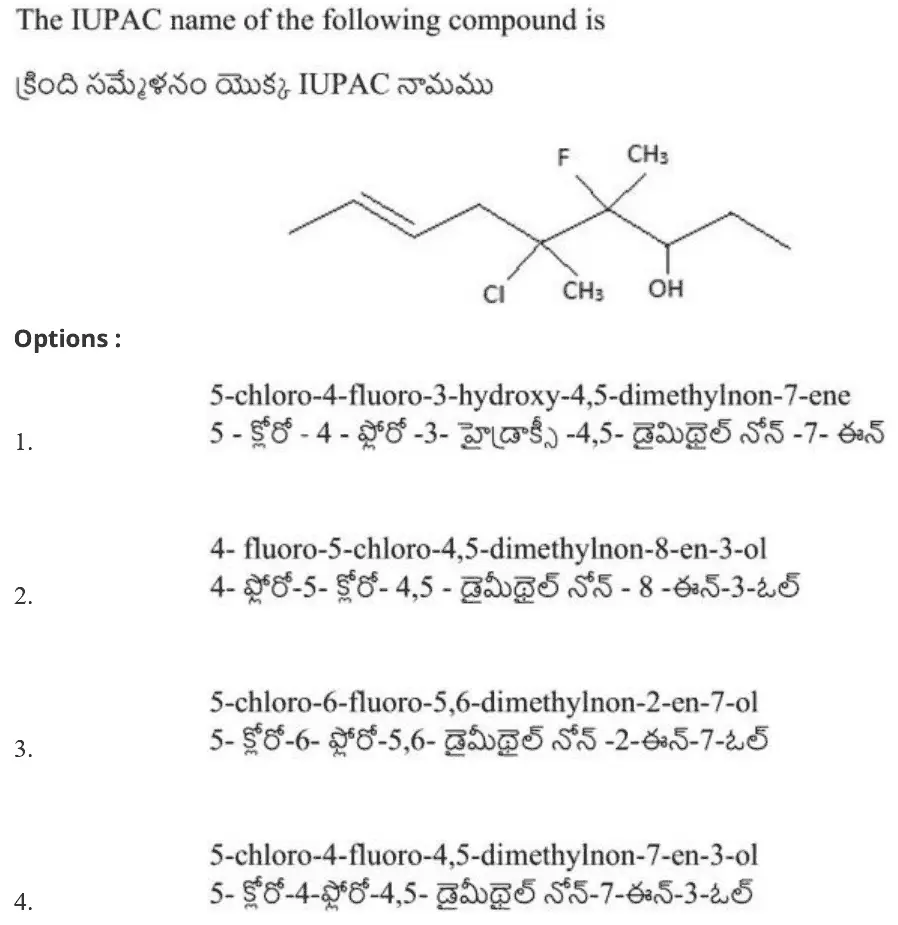 The IUPAC name of the following compound is
క్రింది సమ్మేళనం యొక్క IUPAC నామము
F CH3
Cl CH3 OH
Options :
5-chloro-4-fluoro-3-hydroxy-4,5-dimethylnon-7-ene
1. 5 - క్లోరో - 4 - ఫ్లోరో -3- హైడ్రాక్సీ -4,5- డైమిథైల్ నోన్ -7- ఈన్
4- fluoro-5-chloro-4,5-dimethylnon-8-en-3-ol
2. 4- ఫ్లోరో-5- క్లోరో- 4,5 - డైమీథైల్ నోన్ - 8 -ఈన్-3-ఓల్
5-chloro-6-fluoro-5,6-dimethylnon-2-en-7-ol
3. 5- క్లోరో-6- ఫ్లోరో-5,6- డైమీథైల్ నోన్ -2-ఈన్-7-ఓల్
5-chloro-4-fluoro-4,5-dimethylnon-7-en-3-ol
4. 5- క్లోరో-4-ఫ్లోరో-4,5- డైమీథైల్ నోన్-7-ఈన్-3-ఓల్